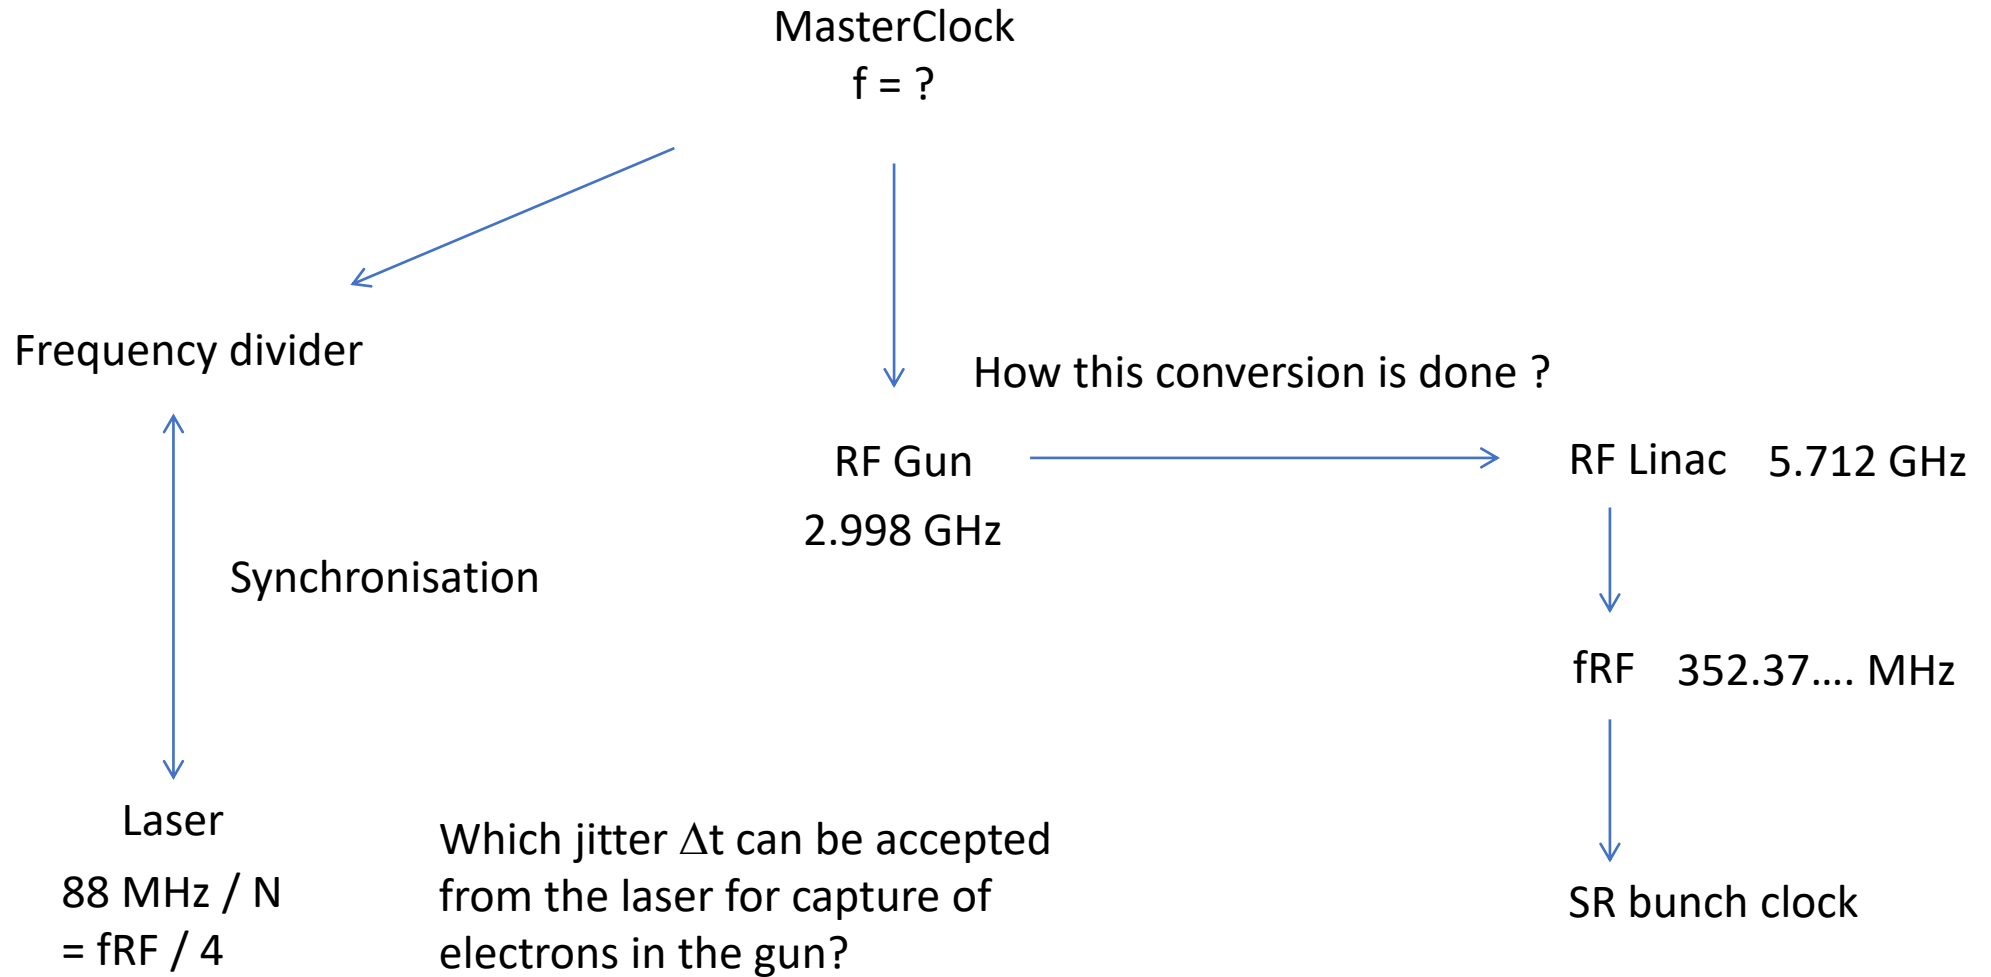 MasterClock
f = ?
Frequency divider
How this conversion is done ?
RF Gun
2.998 GHz
RF Linac 5.712 GHz
Synchronisation
fRF 352.37.... MHz
Laser
88 MHz / N
= fRF / 4
Which jitter Δt can be accepted
from the laser for capture of
electrons in the gun?
SR bunch clock